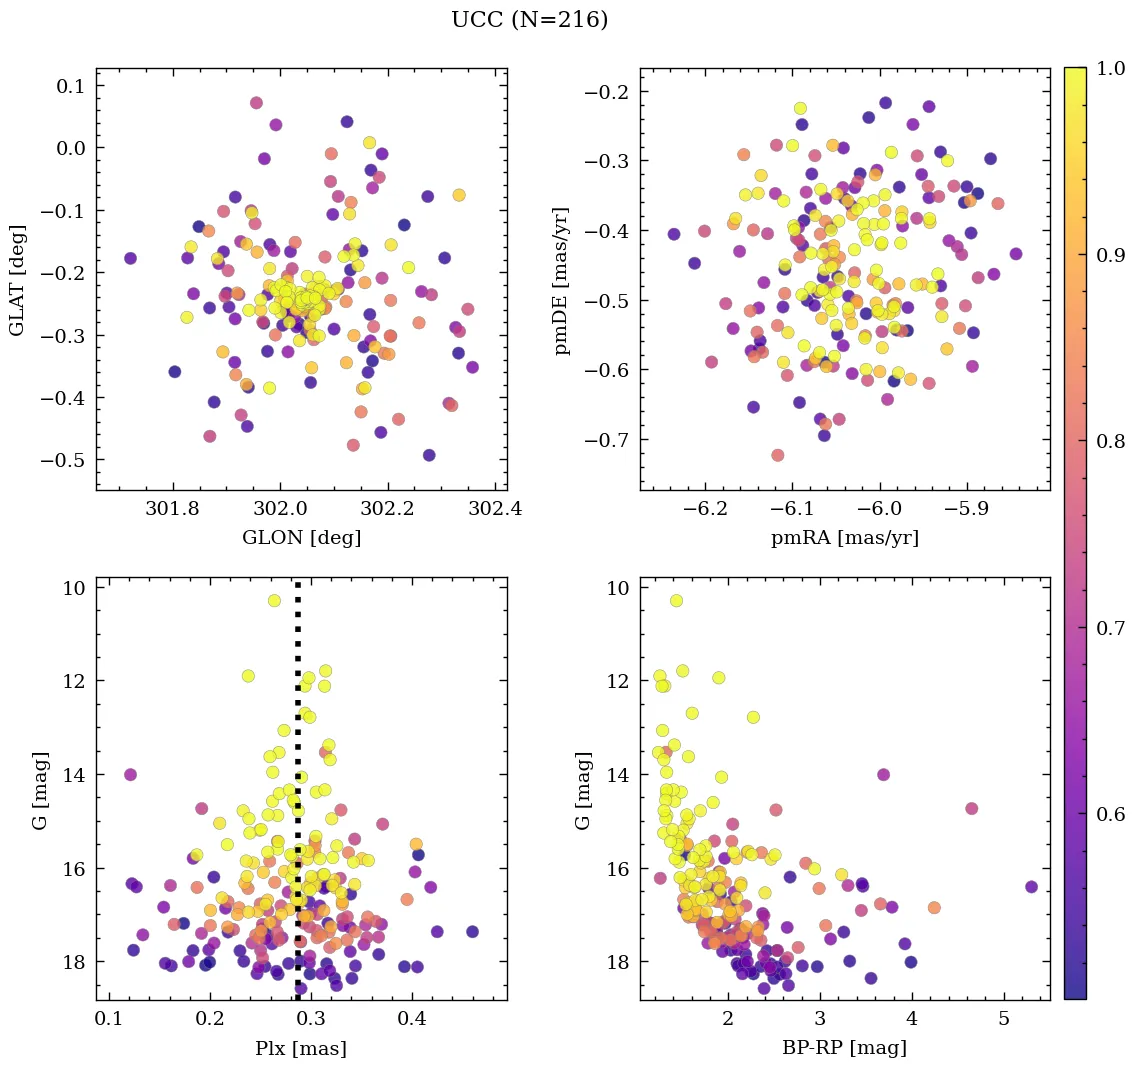 UCC (N=216)
0.1
0.0
−0.1
−0.2
−0.3
−0.4
−0.5
GLAT [deg]
301.8 302.0 302.2 302.4
GLON [deg]
−0.2
−0.3
−0.4
−0.5
−0.6
−0.7
pmDE [mas/yr]
−6.2 −6.1 −6.0 −5.9
pmRA [mas/yr]
1.0
0.9
0.8
0.7
0.6
10
12
14
16
18
G [mag]
0.1 0.2 0.3 0.4
Plx [mas]
10
12
14
16
18
G [mag]
2 3 4 5
BP-RP [mag]